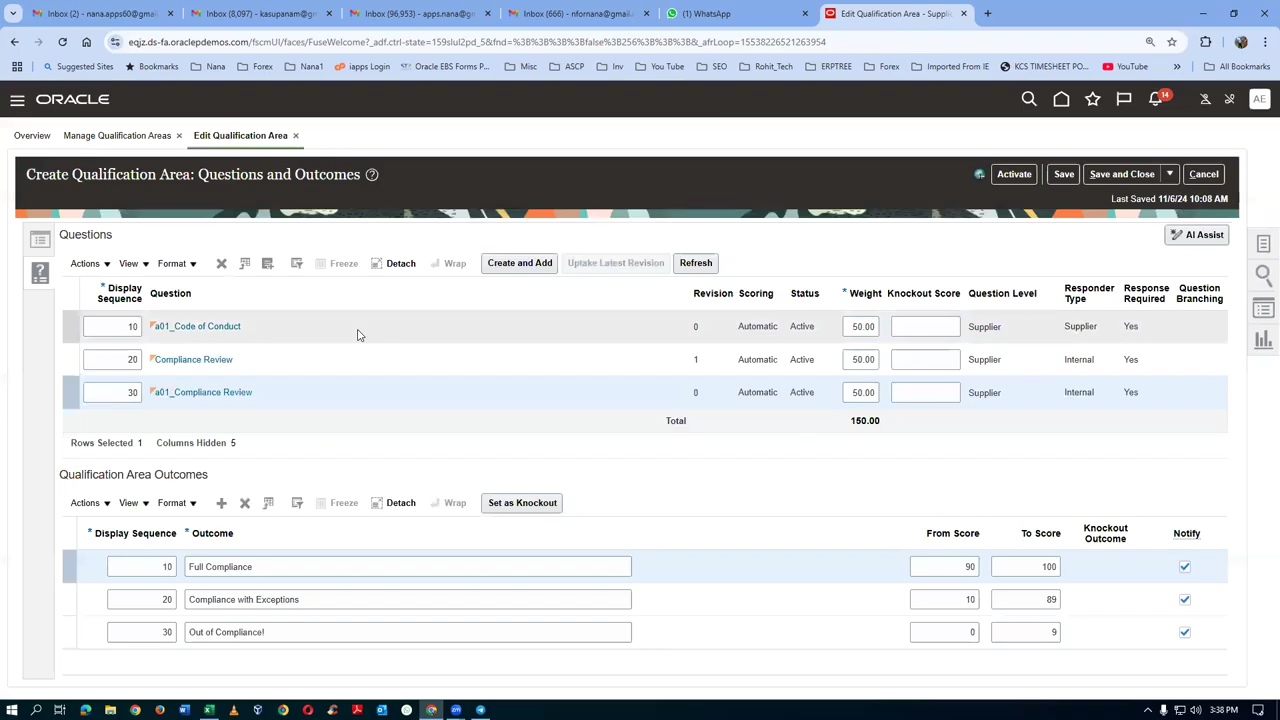 Inbox (2) - nana.apps60@gmail.c
Inbox (8,097) - kasupanam@gmai
Inbox (96,953) - apps.nana@gm
Inbox (666) - nfornana@gmail.
(1) WhatsApp
Edit Qualification Area - Supplie
eqjz.ds-fa.oraclepdemos.com/fscmUI/faces/FuseWelcome?_adf.ctrl-state=159slul2pd_5&fnd=%3B%3B%3B%3Bfalse%3B256%3B%3B%3B&_afrLoop=15538226521263954
Suggested Sites
Bookmarks
Nana
Forex
Nana1
iapps Login
Oracle EBS Forms P...
Misc
ASCP
Inv
You Tube
SEO
Rohit_Tech
ERPTREE
Forex
Imported From IE
KCS TIMESHEET PO...
YouTube
All Bookmarks
ORACLE
14
AE
Overview
Manage Qualification Areas
Edit Qualification Area
Create Qualification Area: Questions and Outcomes
Activate
Save
Save and Close
Cancel
Last Saved 11/6/24 10:08 AM
Questions
AI Assist
Actions View Format Freeze Detach Wrap Create and Add Uptake Latest Revision Refresh
* Display Sequence Question Revision Scoring Status * Weight Knockout Score Question Level Responder Type Response Required Question Branching
10 a01_Code of Conduct 0 Automatic Active 50.00 Supplier Supplier Yes
20 Compliance Review 1 Automatic Active 50.00 Supplier Internal Yes
30 a01_Compliance Review 0 Automatic Active 50.00 Supplier Internal Yes
Total 150.00
Rows Selected 1 Columns Hidden 5
Qualification Area Outcomes
Actions View Format Freeze Detach Wrap Set as Knockout
* Display Sequence * Outcome From Score To Score Knockout Outcome Notify
10 Full Compliance 90 100
20 Compliance with Exceptions 10 89
30 Out of Compliance! 0 9
3:38 PM